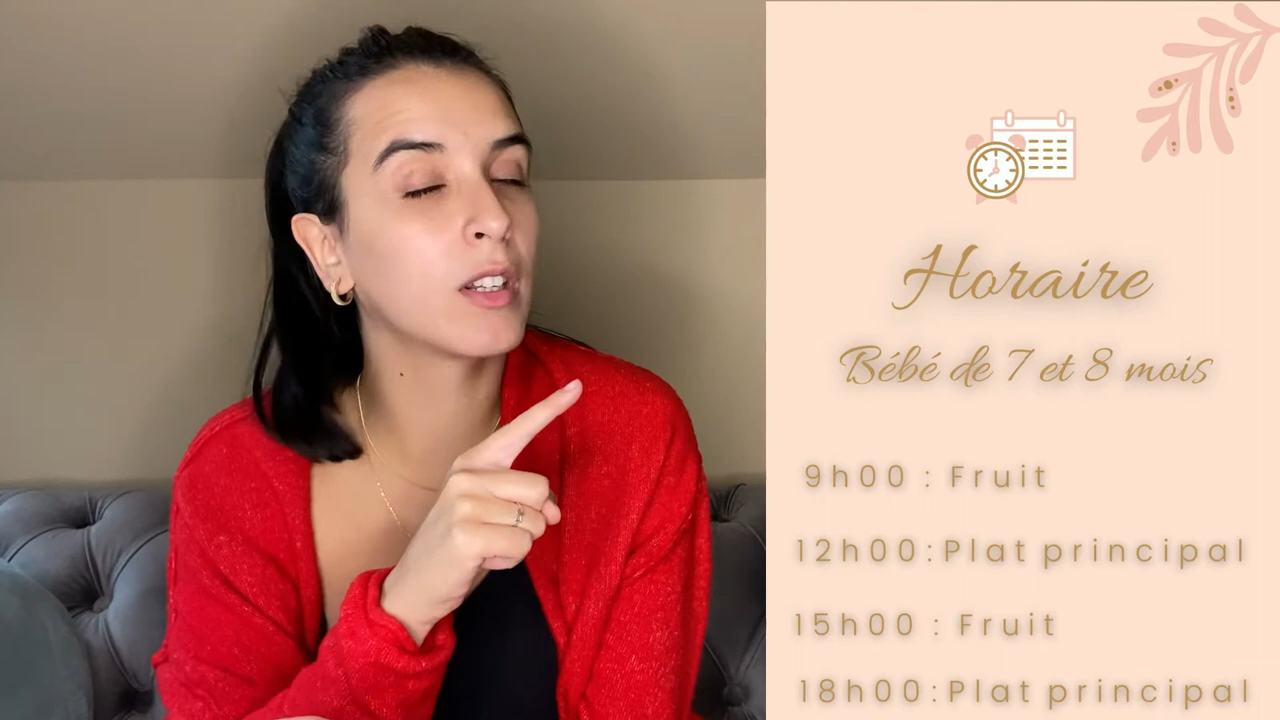 Horaire
Bébé de 7 et 8 mois
9h00 : Fruit
12h00:Plat principal
15h00 : Fruit
18h00:Plat principal